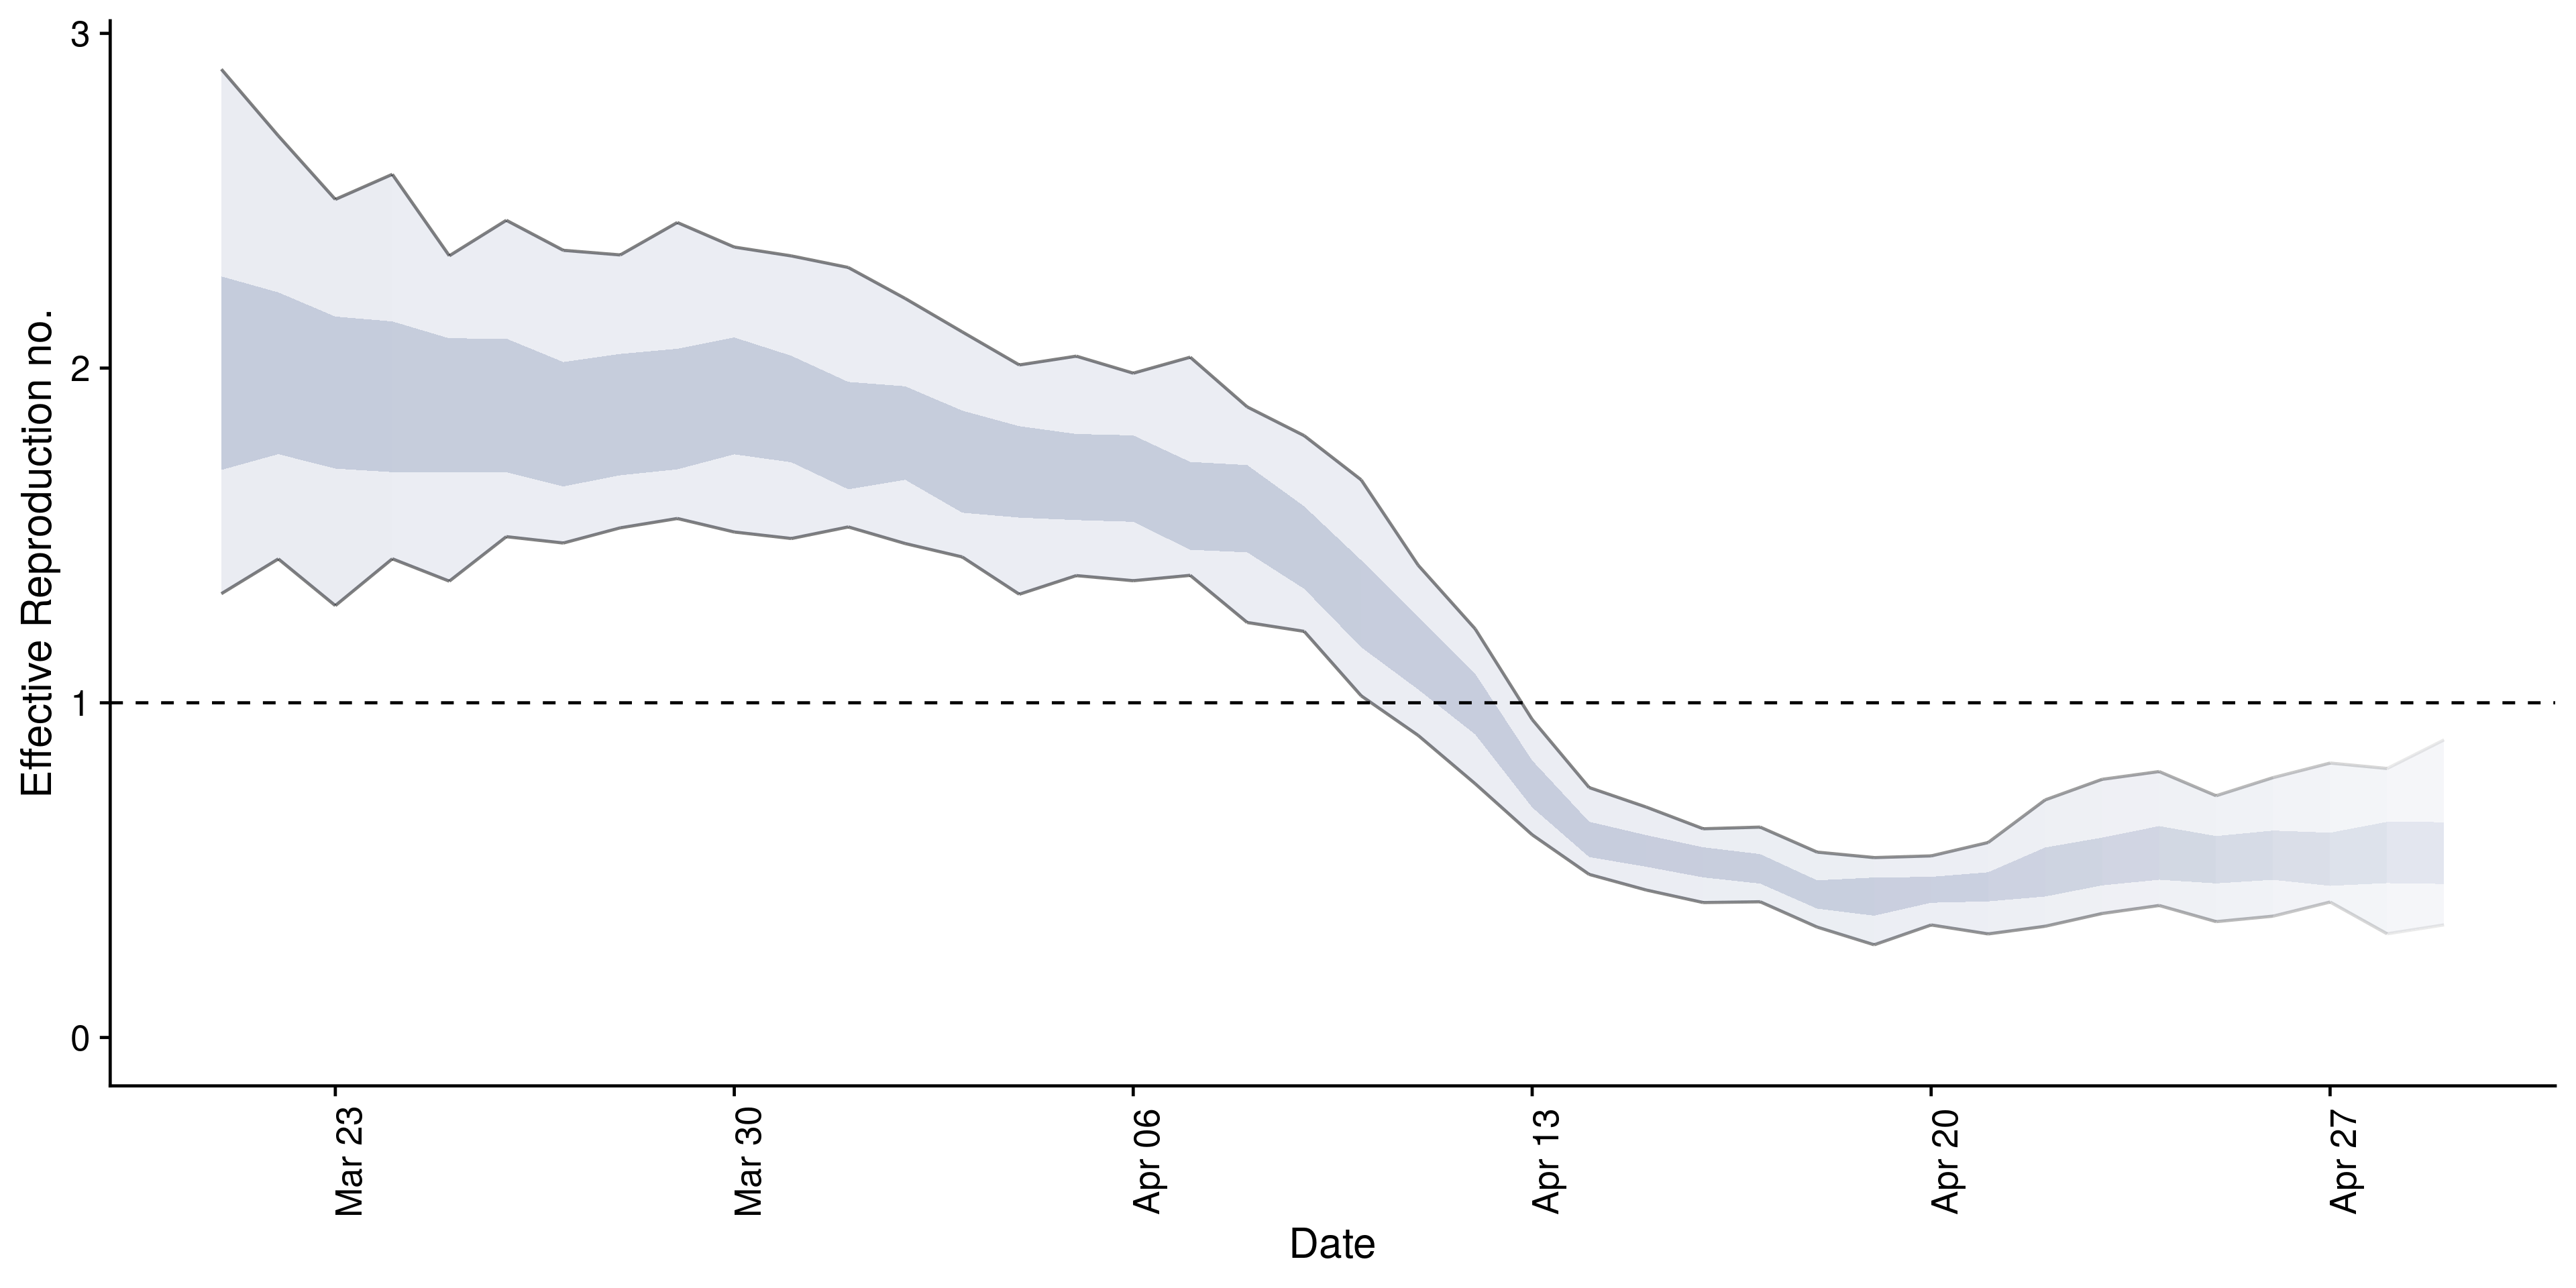 Effective Reproduction no.
3
2
1
0
Mar 23
Mar 30
Apr 06
Apr 13
Apr 20
Apr 27
Date